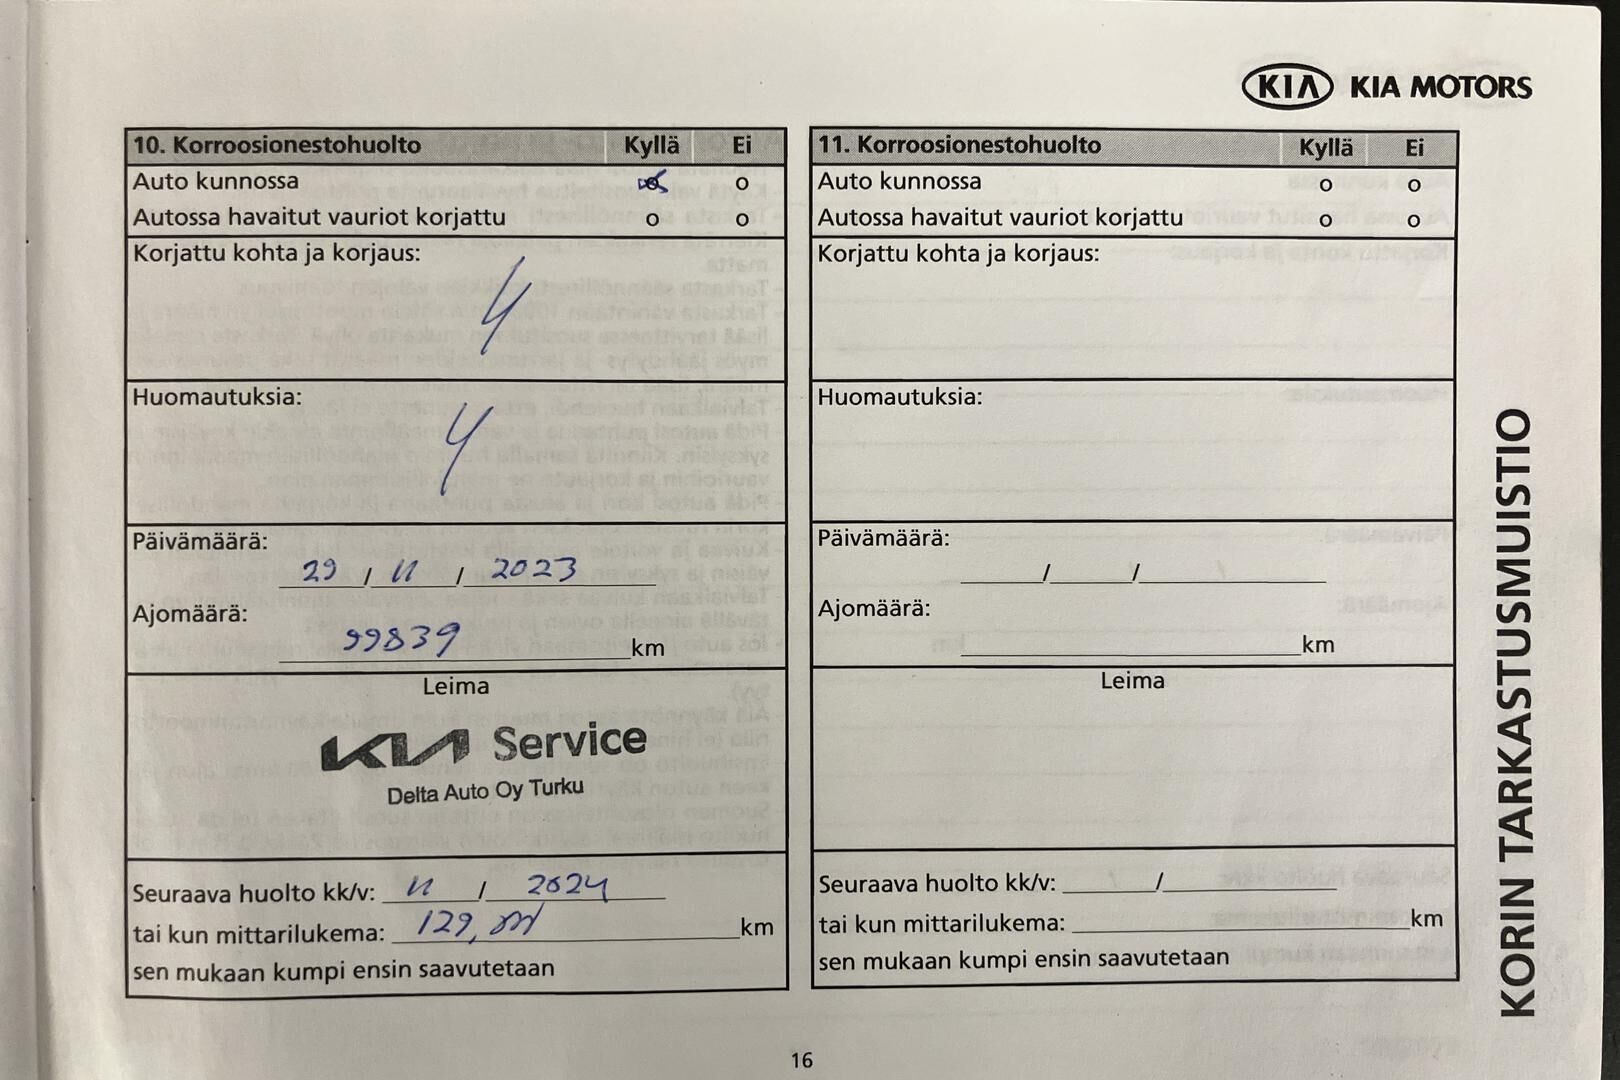 KIA KIA MOTORS
10. Korroosionestohuolto Kyllä Ei
Auto kunnossa o
Autossa havaitut vauriot korjattu o o
Korjattu kohta ja korjaus:
Huomautuksia:
Päivämäärä:
29 / 11 / 2023
Ajomäärä:
99839 km
Leima
KIA Service
Delta Auto Oy Turku
Seuraava huolto kk/v: 11 / 2024
tai kun mittarilukema: 129, km
sen mukaan kumpi ensin saavutetaan
11. Korroosionestohuolto Kyllä Ei
Auto kunnossa o o
Autossa havaitut vauriot korjattu o o
Korjattu kohta ja korjaus:
Huomautuksia:
Päivämäärä:
/ /
Ajomäärä:
km
Leima
Seuraava huolto kk/v: /
tai kun mittarilukema: km
sen mukaan kumpi ensin saavutetaan
KORIN TARKASTUSMUISTIO
16